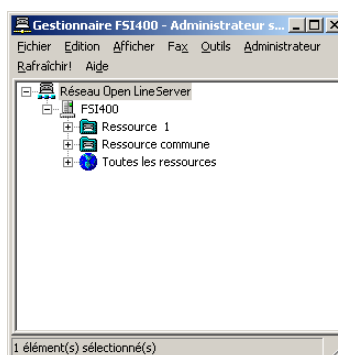 Gestionnaire FSI400 - Administrateur s...
Fichier Edition Afficher Fax Outils Administrateur
Rafraîchir! Aide
Réseau Open LineServer
FSI400
Ressource 1
Ressource commune
Toutes les ressources
1 élément(s) sélectionné(s)